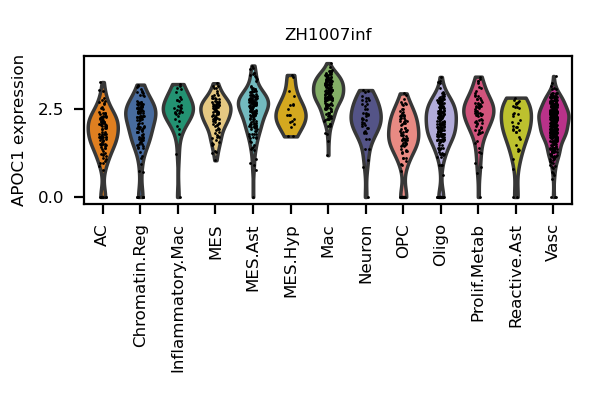 ZH1007inf
APOC1 expression
2.5
0.0
AC
Chromatin.Reg
Inflammatory.Mac
MES
MES.Ast
MES.Hyp
Mac
Neuron
OPC
Oligo
Prolif.Metab
Reactive.Ast
Vasc